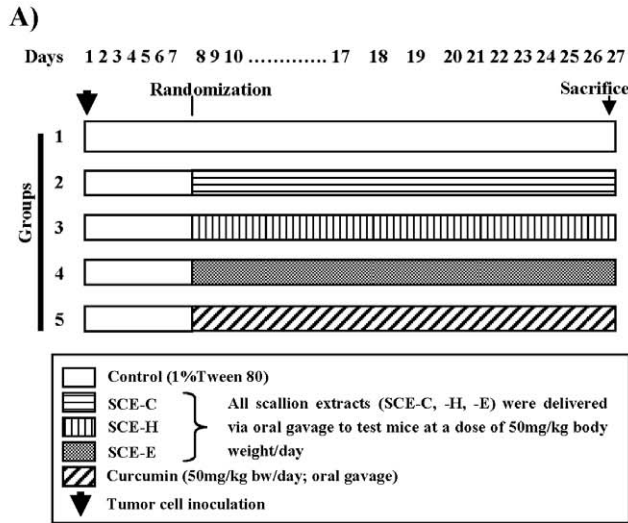 A)
Days 1 2 3 4 5 6 7 8 9 10 ............. 17 18 19 20 21 22 23 24 25 26 27
Randomization Sacrifice
Groups
1
2
3
4
5
Control (1%Tween 80)
SCE-C
SCE-H
SCE-E
All scallion extracts (SCE-C, -H, -E) were delivered
via oral gavage to test mice at a dose of 50mg/kg body
weight/day
Curcumin (50mg/kg bw/day; oral gavage)
Tumor cell inoculation